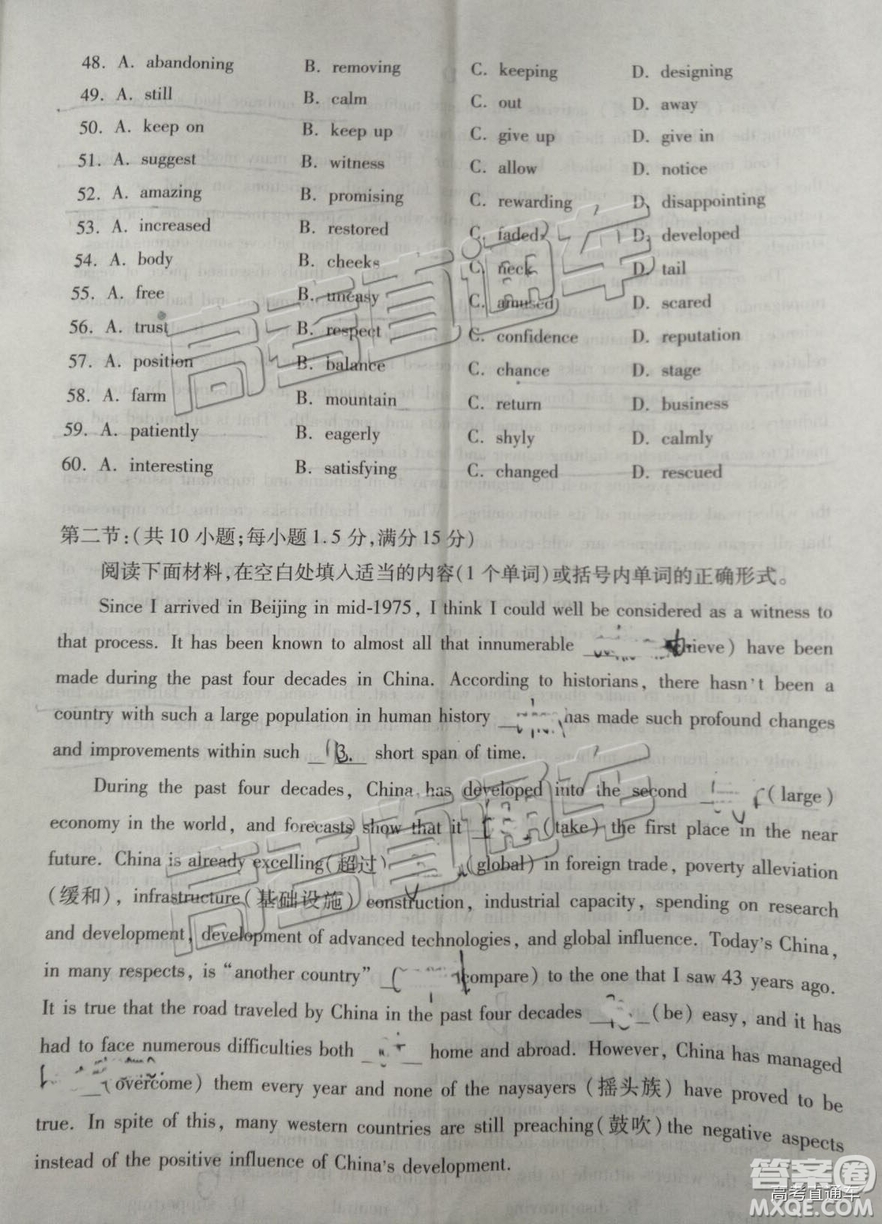 48. A. abandoning B. removing C. keeping D. designing
49. A. still B. calm C. out D. away
50. A. keep on B. keep up C. give up D. give in
51. A. suggest B. witness C. allow D. notice
52. A. amazing B. promising C. rewarding D. disappointing
53. A. increased B. restored C. faded D. developed
54. A. body B. cheeks C. neck D. tail
55. A. free B. uneasy C. amused D. scared
56. A. trust B. respect C. confidence D. reputation
57. A. position B. balance C. chance D. stage
58. A. farm B. mountain C. return D. business
59. A. patiently B. eagerly C. shyly D. calmly
60. A. interesting B. satisfying C. changed D. rescued
第二节:(共10小题;每小题1.5分,满分15分)
阅读下面材料,在空白处填入适当的内容(1个单词)或括号内单词的正确形式。
Since I arrived in Beijing in mid-1975, I think I could well be considered as a witness to
that process. It has been known to almost all that innumerable hieve) have been
made during the past four decades in China. According to historians, there hasn't been a
country with such a large population in human history has made such profound changes
and improvements within such short span of time.
During the past four decades, China has developed into the second (large)
economy in the world, and forecasts show that it (take) the first place in the near
future. China is already excelling(超过) (global) in foreign trade, poverty alleviation
(缓和), infrastructure(基础设施) construction, industrial capacity, spending on research
and development, development of advanced technologies, and global influence. Today's China,
in many respects, is "another country" compare) to the one that I saw 43 years ago.
It is true that the road traveled by China in the past four decades (be) easy, and it has
had to face numerous difficulties both home and abroad. However, China has managed
overcome) them every year and none of the naysayers (摇头族) have proved to be
true. In spite of this, many western countries are still preaching(鼓吹) the negative aspects
instead of the positive influence of China's development.
高考直通车
答案圈
高考直通车
MXQE.COM